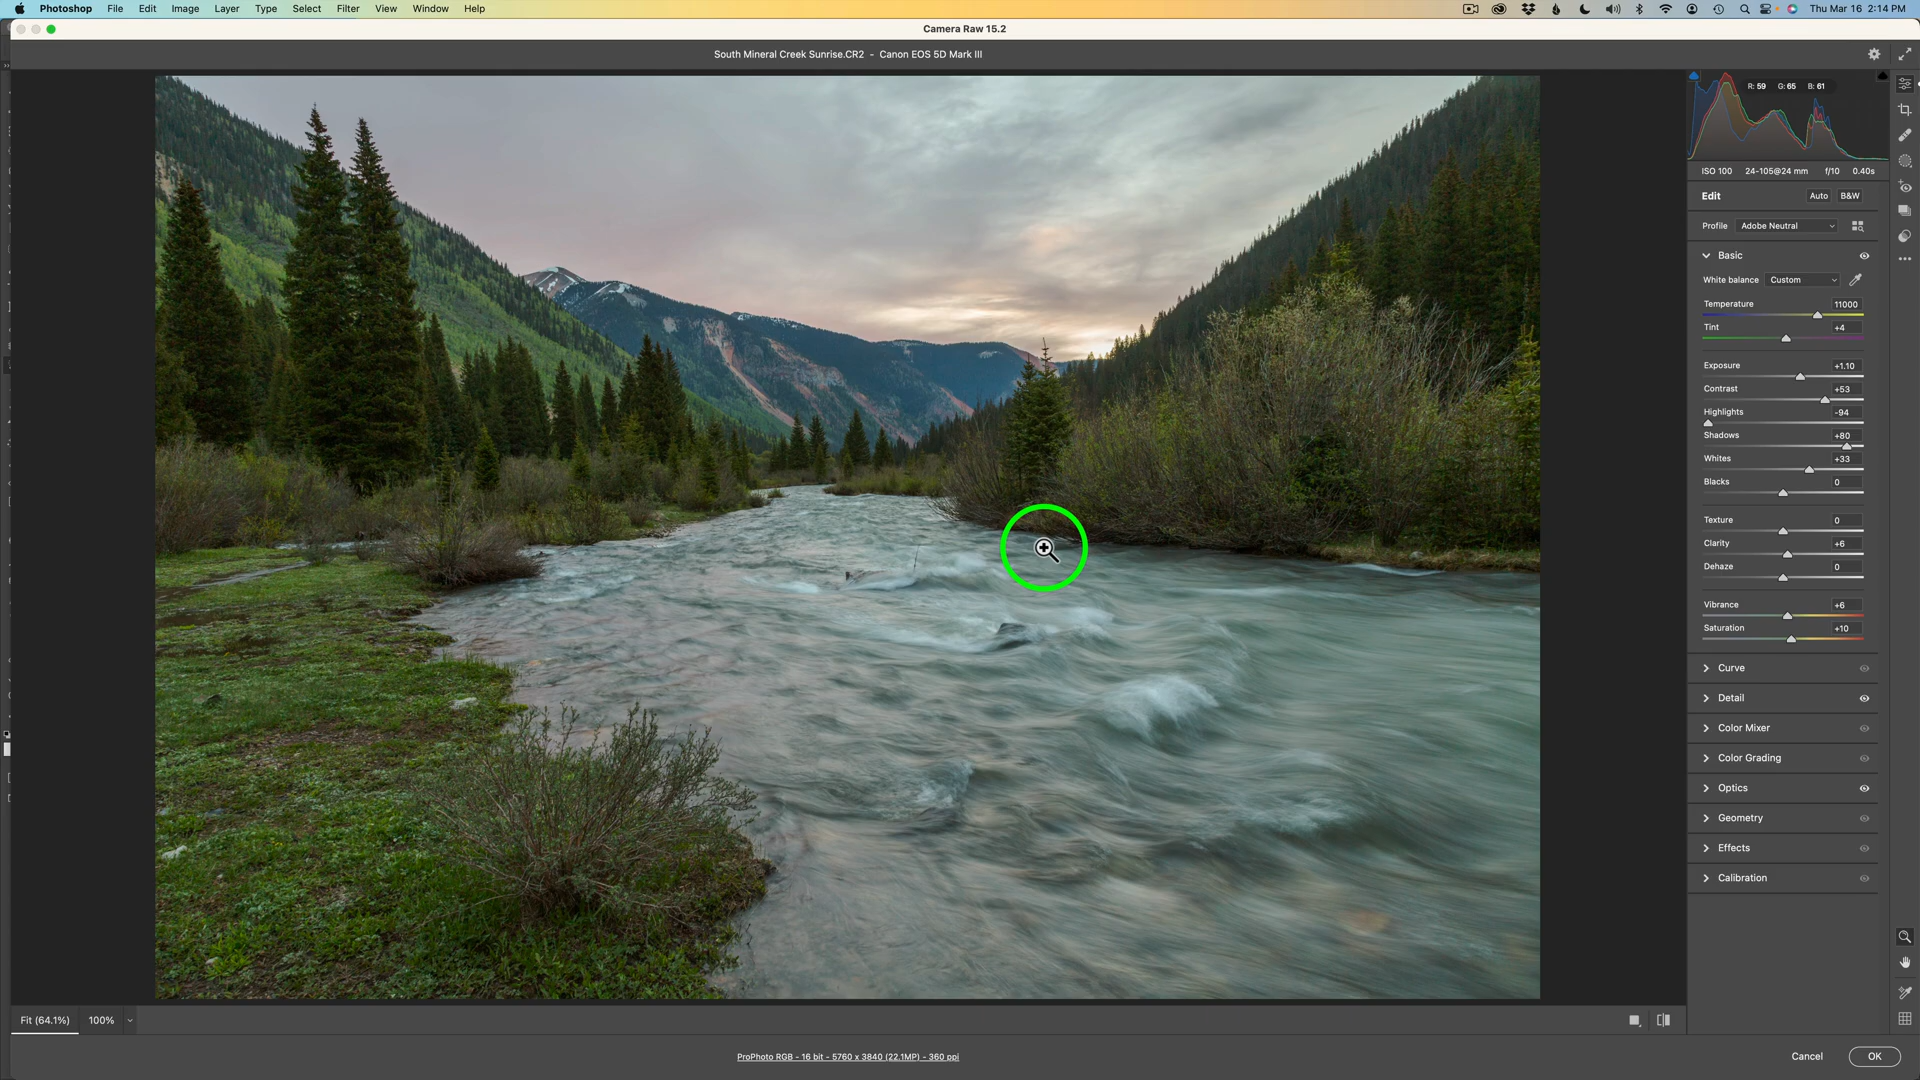 Photoshop File Edit Image Layer Type Select Filter View Window Help Thu Mar 16 2:14 PM
Camera Raw 15.2
South Mineral Creek Sunrise.CR2 - Canon EOS 5D Mark III
R: 59 G: 65 B: 61
ISO 100 24-105@24 mm f/10 0.40s
Edit Auto B&W
Profile Adobe Neutral
Basic
White balance Custom
Temperature 11000
Tint +4
Exposure +1.10
Contrast +53
Highlights -94
Shadows +80
Whites +33
Blacks 0
Texture 0
Clarity +6
Dehaze 0
Vibrance +6
Saturation +10
Curve
Detail
Color Mixer
Color Grading
Optics
Geometry
Effects
Calibration
Fit (64.1%) 100%
ProPhoto RGB - 16 bit - 5760 x 3840 (22.1MP) - 360 ppi
Cancel OK